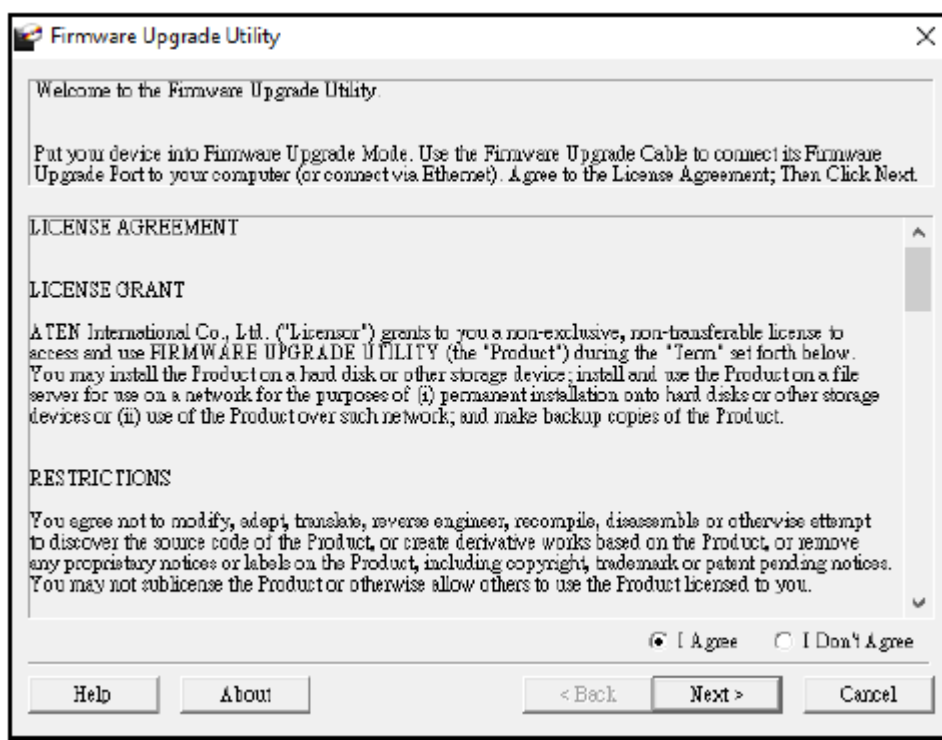 Firmware Upgrade Utility
Welcome to the Firmware Upgrade Utility.
Put your device into Firmware Upgrade Mode. Use the Firmware Upgrade Cable to connect its Firmware
Upgrade Port to your computer (or connect via Ethernet). Agree to the License Agreement; Then Click Next.
LICENSE AGREEMENT
LICENSE GRANT
ATEN International Co., Ltd. ("Licensor") grants to you a non-exclusive, non-transferable license to
access and use FIRMWARE UPGRADE UTILITY (the "Product") during the "Term" set forth below.
You may install the Product on a hard disk or other storage device; install and use the Product on a file
server for use on a network for the purposes of (i) permanent installation onto hard disks or other storage
devices or (ii) use of the Product over such network; and make backup copies of the Product.
RESTRICTIONS
You agree not to modify, adapt, translate, reverse engineer, recompile, disassemble or otherwise attempt
to discover the source code of the Product, or create derivative works based on the Product, or remove
any proprietary notices or labels on the Product, including copyright, trademark or patent pending notices.
You may not sublicense the Product or otherwise allow others to use the Product licensed to you.
I Agree I Don't Agree
Help About < Back Next > Cancel